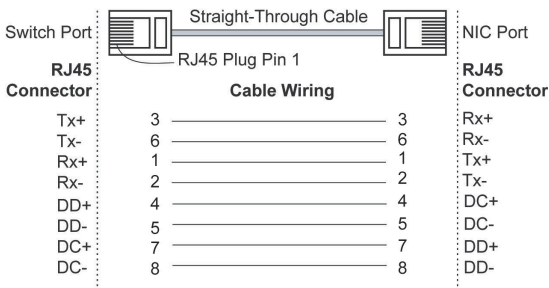 Straight-Through Cable
Switch Port NIC Port
RJ45 Plug Pin 1
RJ45 RJ45
Connector Cable Wiring Connector
Tx+ 3 3 Rx+
Tx- 6 6 Rx-
Rx+ 1 1 Tx+
Rx- 2 2 Tx-
DD+ 4 4 DC+
DD- 5 5 DC-
DC+ 7 7 DD+
DC- 8 8 DD-